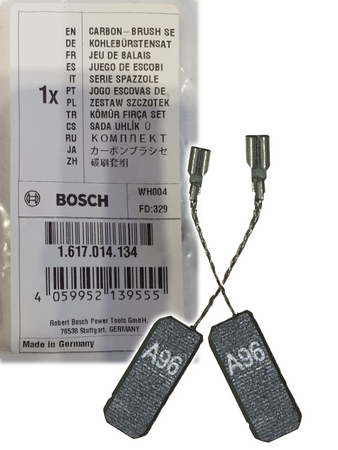 EN CARBON-BRUSH SE
DE KOHLEBÜRSTENSAT
FR JEU DE BALAIS
ES JUEGO DE ESCOBI
IT SERIE SPAZZOLE
1x PT JOGO ESCOVAS DE
PL ZESTAW SZCZOTEK
TR KÖMÜR FIRÇA SET
CS SADA UHLÍK Ů
RU КОМПЛЕКТ
JA カーボンブラシセ
ZH 碳刷套组
BOSCH
WH004
FD:329
1.617.014.134
4 059952 139555
Robert Bosch Power Tools GmbH,
70538 Stuttgart, GERMANY
Made in Germany
A96
A96